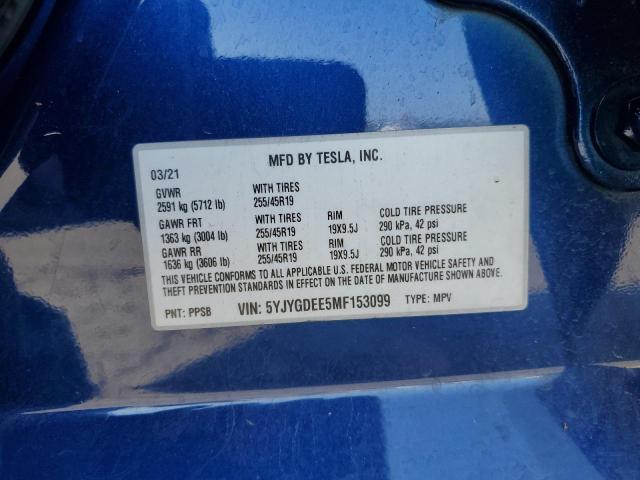 MFD BY TESLA, INC.
03/21
GVWR WITH TIRES
2591 kg (5712 lb) 255/45R19
GAWR FRT WITH TIRES RIM COLD TIRE PRESSURE
1363 kg (3004 lb) 255/45R19 19X9.5J 290 kPa, 42 psi
GAWR RR WITH TIRES RIM COLD TIRE PRESSURE
1636 kg (3606 lb) 255/45R19 19X9.5J 290 kPa, 42 psi
THIS VEHICLE CONFORMS TO ALL APPLICABLE U.S. FEDERAL MOTOR VEHICLE SAFETY AND
THEFT PREVENTION STANDARDS IN EFFECT ON THE DATE OF MANUFACTURE SHOWN ABOVE.
PNT: PPSB VIN: 5YJYGDEE5MF153099 TYPE: MPV